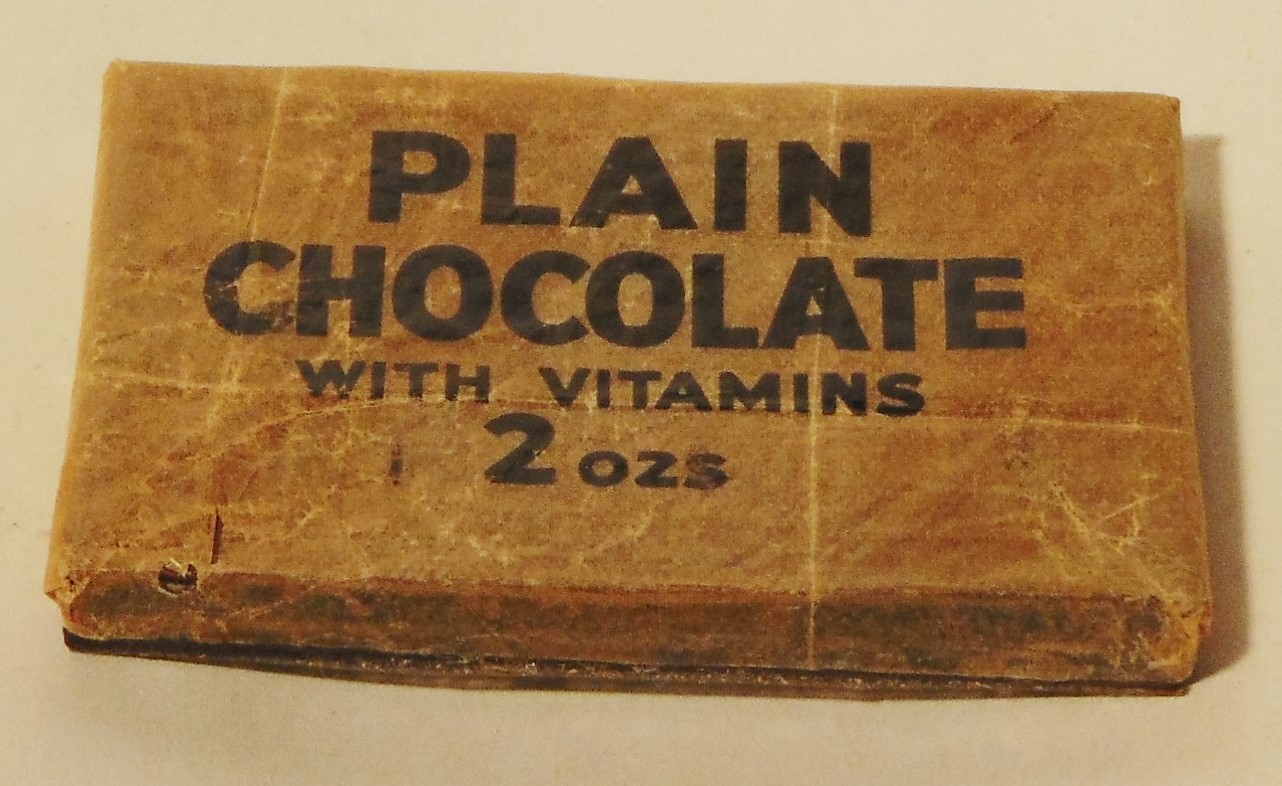 PLAIN
CHOCOLATE
WITH VITAMINS
2 OZS